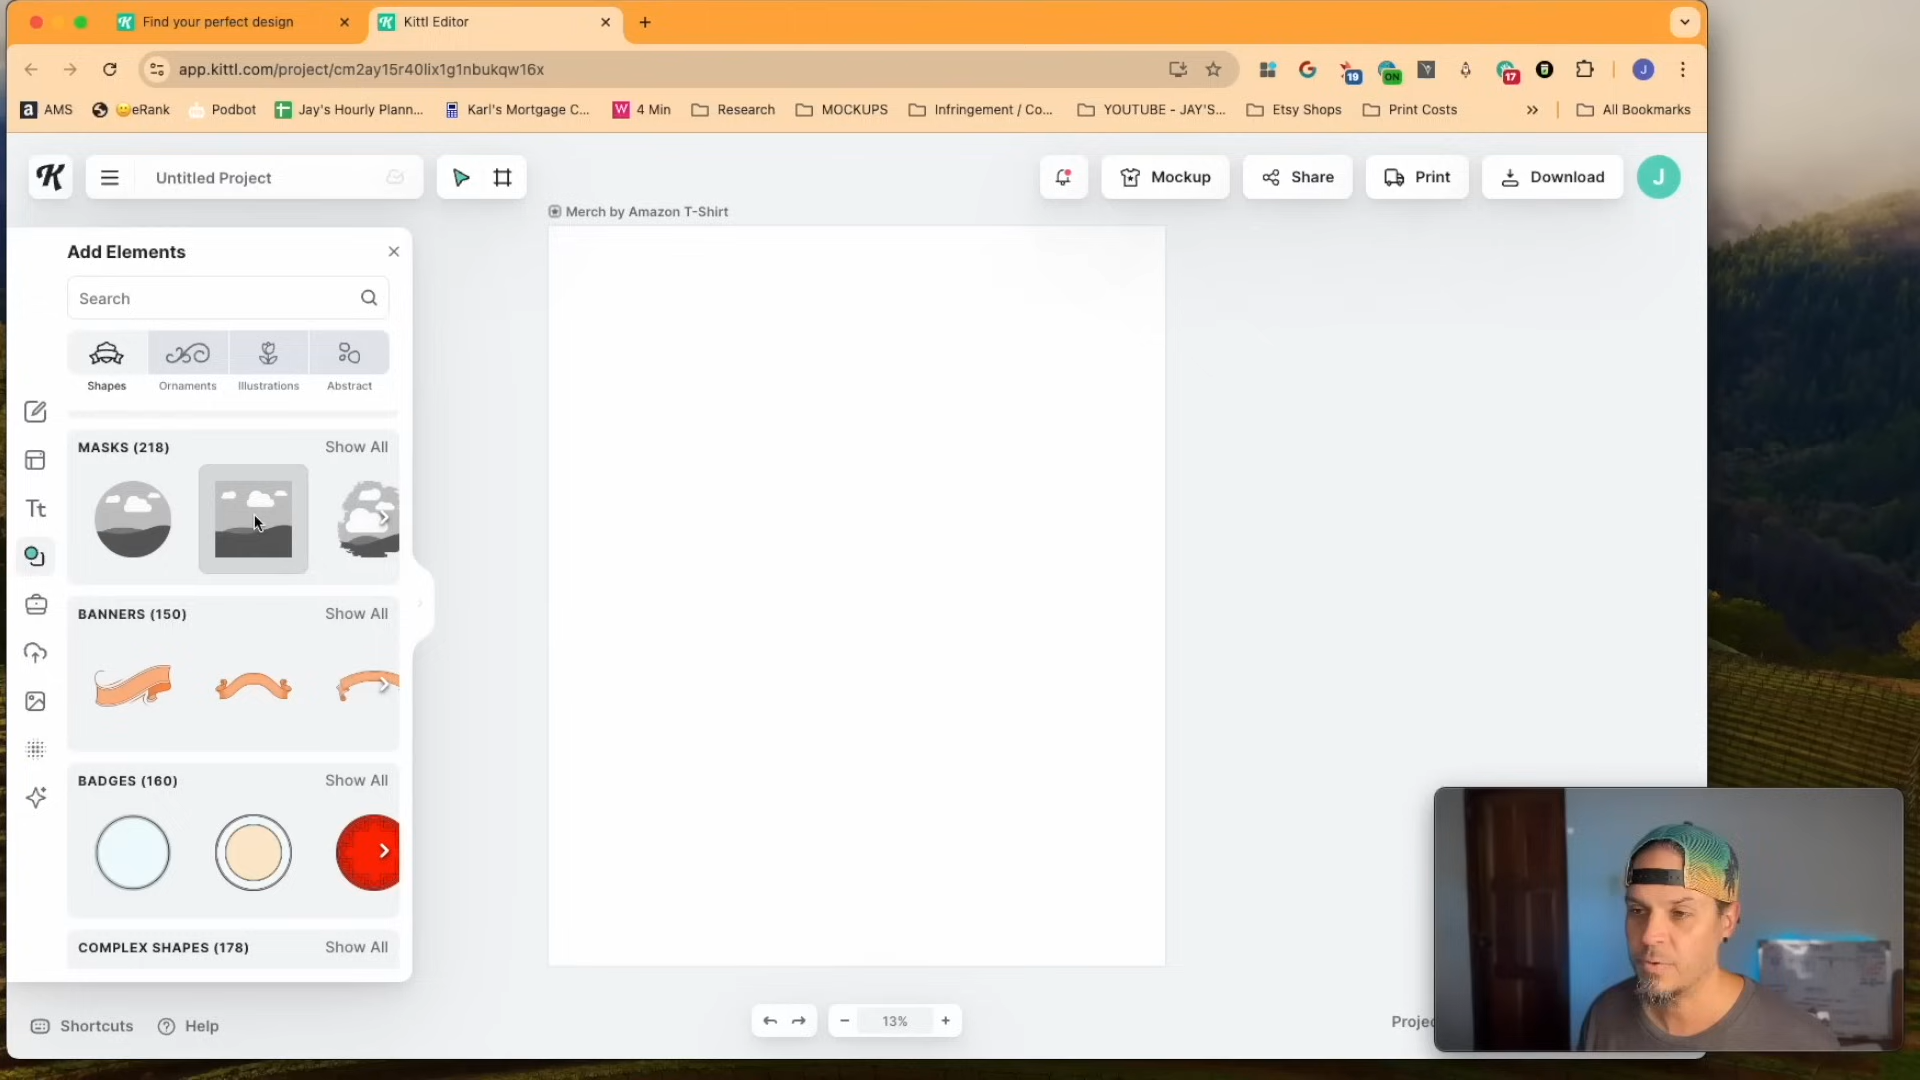 Find your perfect design
Kittl Editor
app.kittl.com/project/cm2ay15r40lix1g1nbukqw16x
19
ON
17
J
AMS
eRank
Podbot
Jay's Hourly Plann...
Karl's Mortgage C...
4 Min
Research
MOCKUPS
Infringement / Co...
YOUTUBE - JAY'S...
Etsy Shops
Print Costs
All Bookmarks
Untitled Project
Mockup
Share
Print
Download
J
Merch by Amazon T-Shirt
Add Elements
Search
Shapes
Ornaments
Illustrations
Abstract
MASKS (218)
Show All
BANNERS (150)
Show All
BADGES (160)
Show All
COMPLEX SHAPES (178)
Show All
Shortcuts
Help
13%
Projec